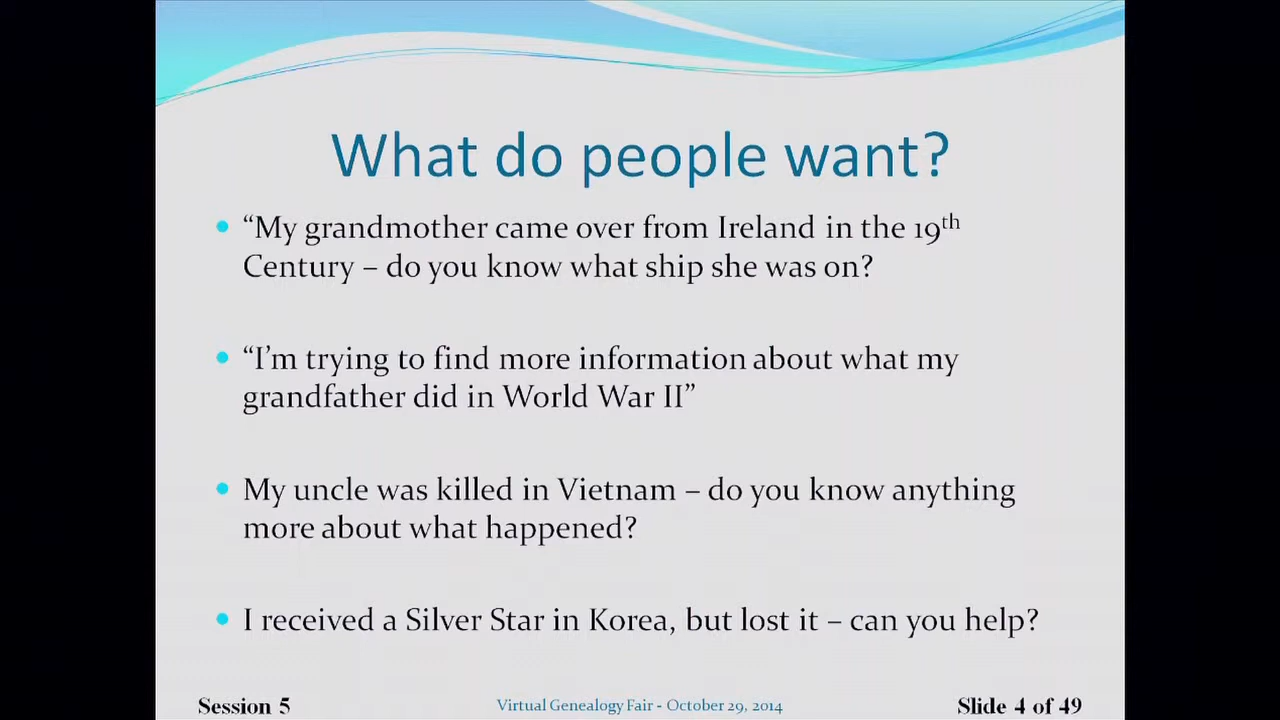 What do people want?
“My grandmother came over from Ireland in the 19th
Century – do you know what ship she was on?
“I’m trying to find more information about what my
grandfather did in World War II”
My uncle was killed in Vietnam – do you know anything
more about what happened?
I received a Silver Star in Korea, but lost it – can you help?
Session 5
Virtual Genealogy Fair - October 29, 2014
Slide 4 of 49